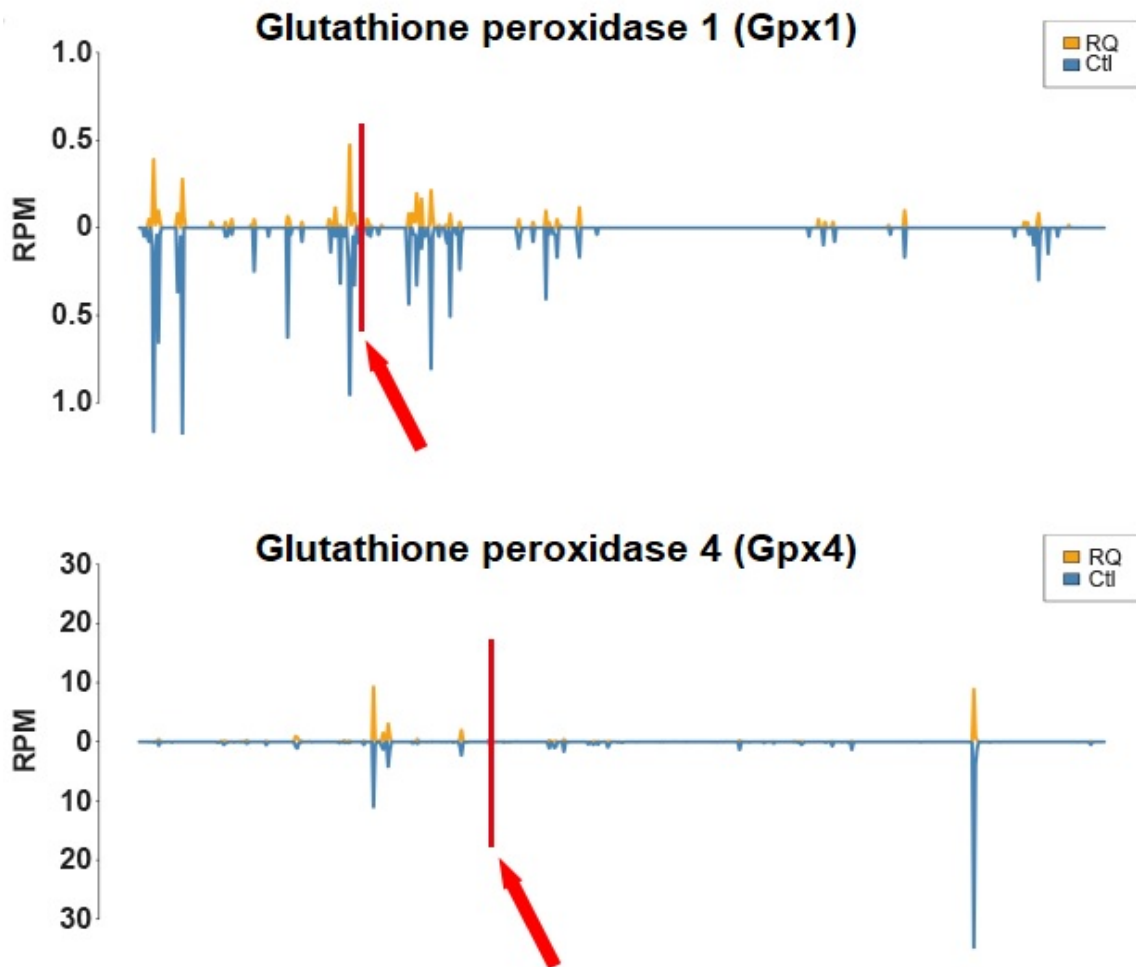 Glutathione peroxidase 1 (Gpx1)
RQ
Ctl
1.0
0.5
0
0.5
1.0
RPM
Glutathione peroxidase 4 (Gpx4)
RQ
Ctl
30
20
10
0
10
20
30
RPM